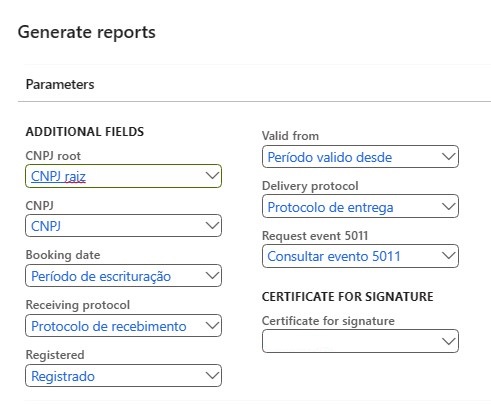 Generate reports
Parameters
ADDITIONAL FIELDS
CNPJ root
CNPJ raiz
CNPJ
CNPJ
Booking date
Período de escrituração
Receiving protocol
Protocolo de recebimento
Registered
Registrado
Valid from
Período valido desde
Delivery protocol
Protocolo de entrega
Request event 5011
Consultar evento 5011
CERTIFICATE FOR SIGNATURE
Certificate for signature